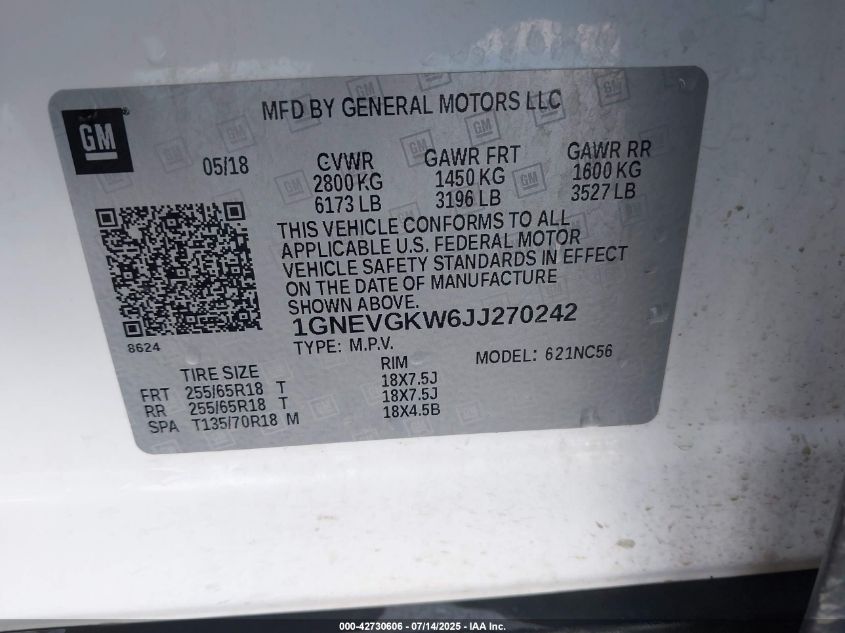 MFD BY GENERAL MOTORS LLC
GM
05/18
GVWR GAWR FRT GAWR RR
2800 KG 1450 KG 1600 KG
6173 LB 3196 LB 3527 LB
THIS VEHICLE CONFORMS TO ALL
APPLICABLE U.S. FEDERAL MOTOR
VEHICLE SAFETY STANDARDS IN EFFECT
ON THE DATE OF MANUFACTURE
SHOWN ABOVE.
1GNEVGKW6JJ270242
8624
TYPE: M.P.V. MODEL: 621NC56
TIRE SIZE RIM
FRT 255/65R18 T 18X7.5J
RR 255/65R18 T 18X7.5J
SPA T135/70R18 M 18X4.5B
000-42730606 - 07/14/2025 - IAA Inc.